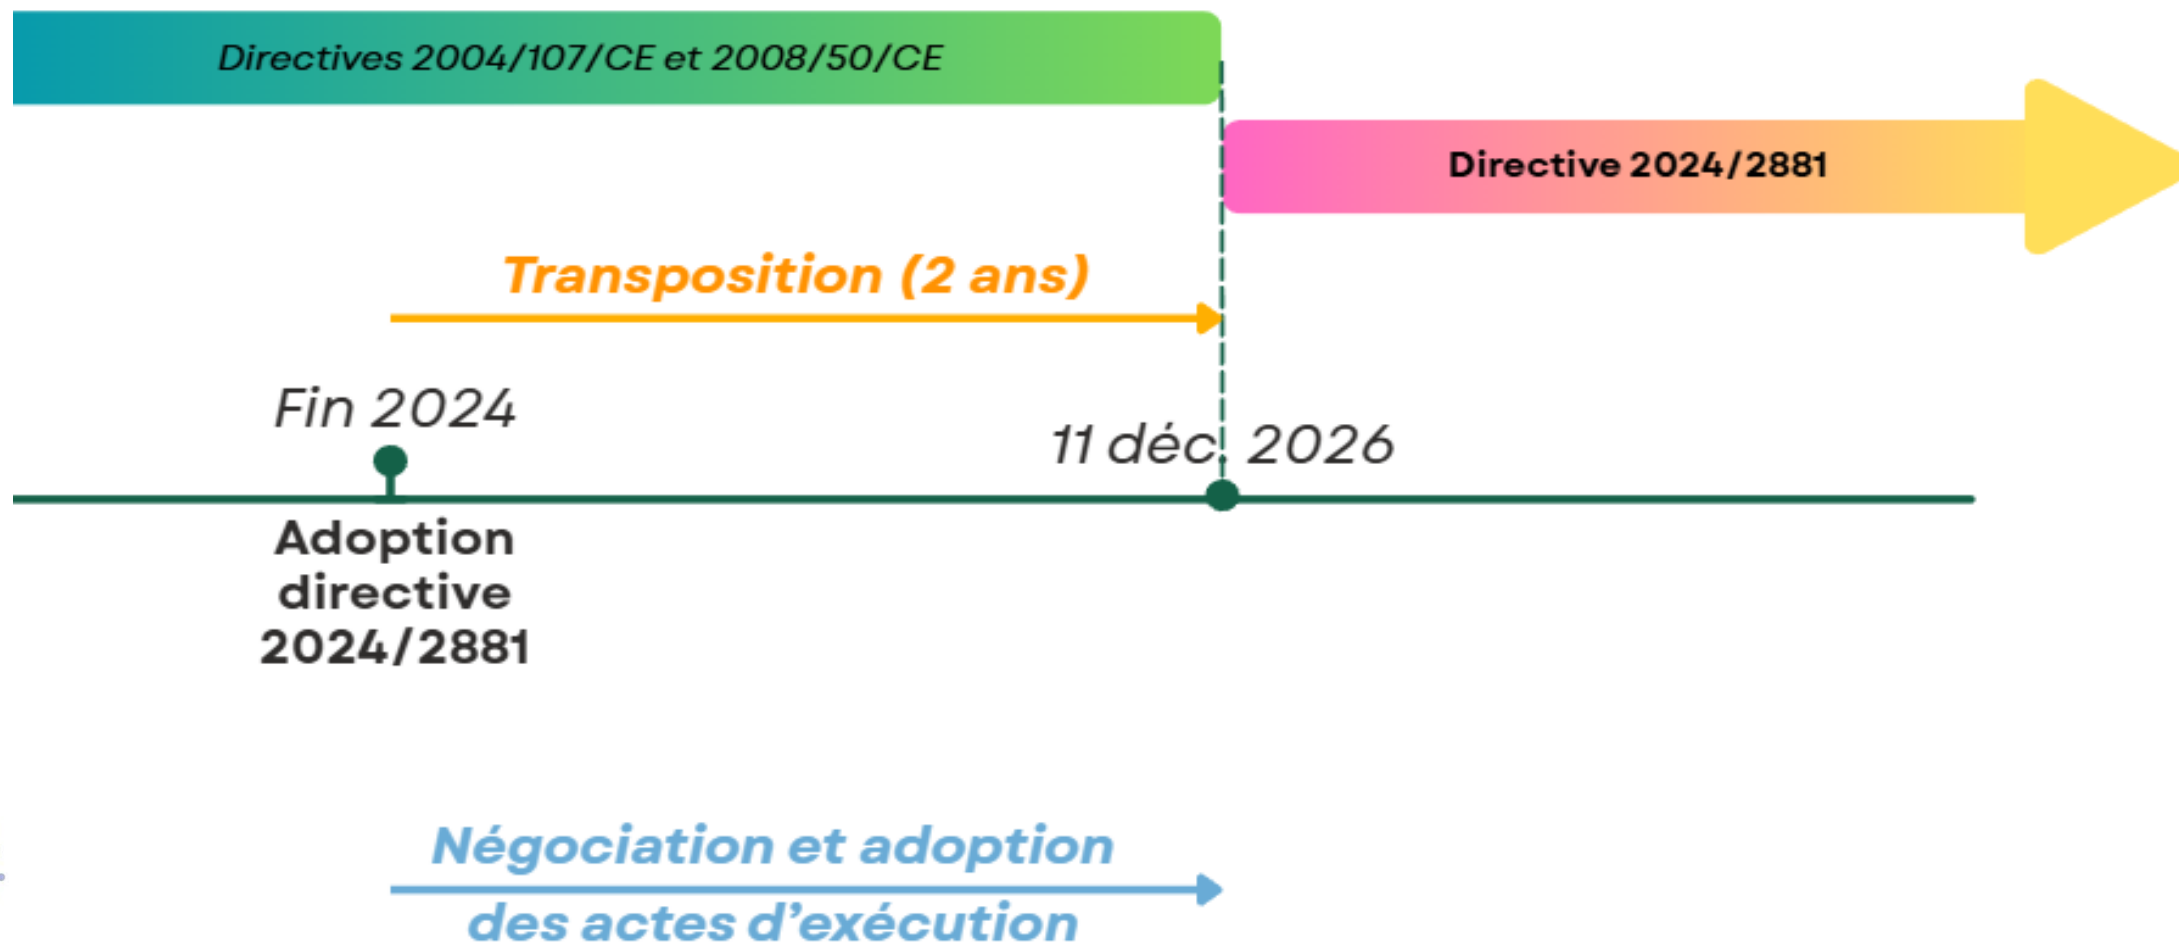 Directives 2004/107/CE et 2008/50/CE
Directive 2024/2881
Transposition (2 ans)
Fin 2024
11 déc. 2026
Adoption
directive
2024/2881
Négociation et adoption
des actes d’exécution